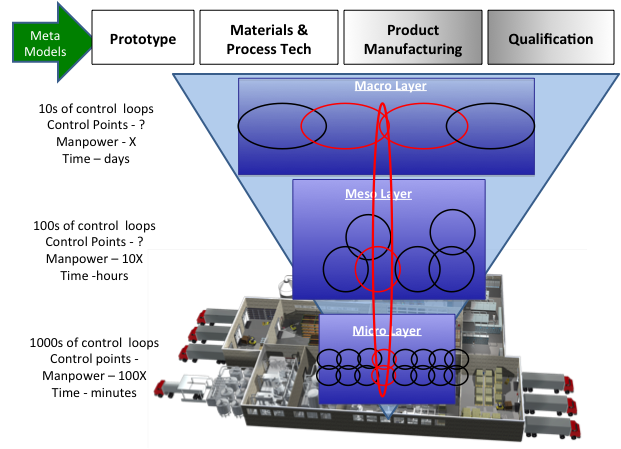 Meta
Models
Prototype
Materials &
Process Tech
Product
Manufacturing
Qualification
Macro Layer
10s of control loops
Control Points - ?
Manpower - X
Time – days
Meso Layer
100s of control loops
Control Points - ?
Manpower – 10X
Time -hours
Micro Layer
1000s of control loops
Control points -
Manpower – 100X
Time - minutes